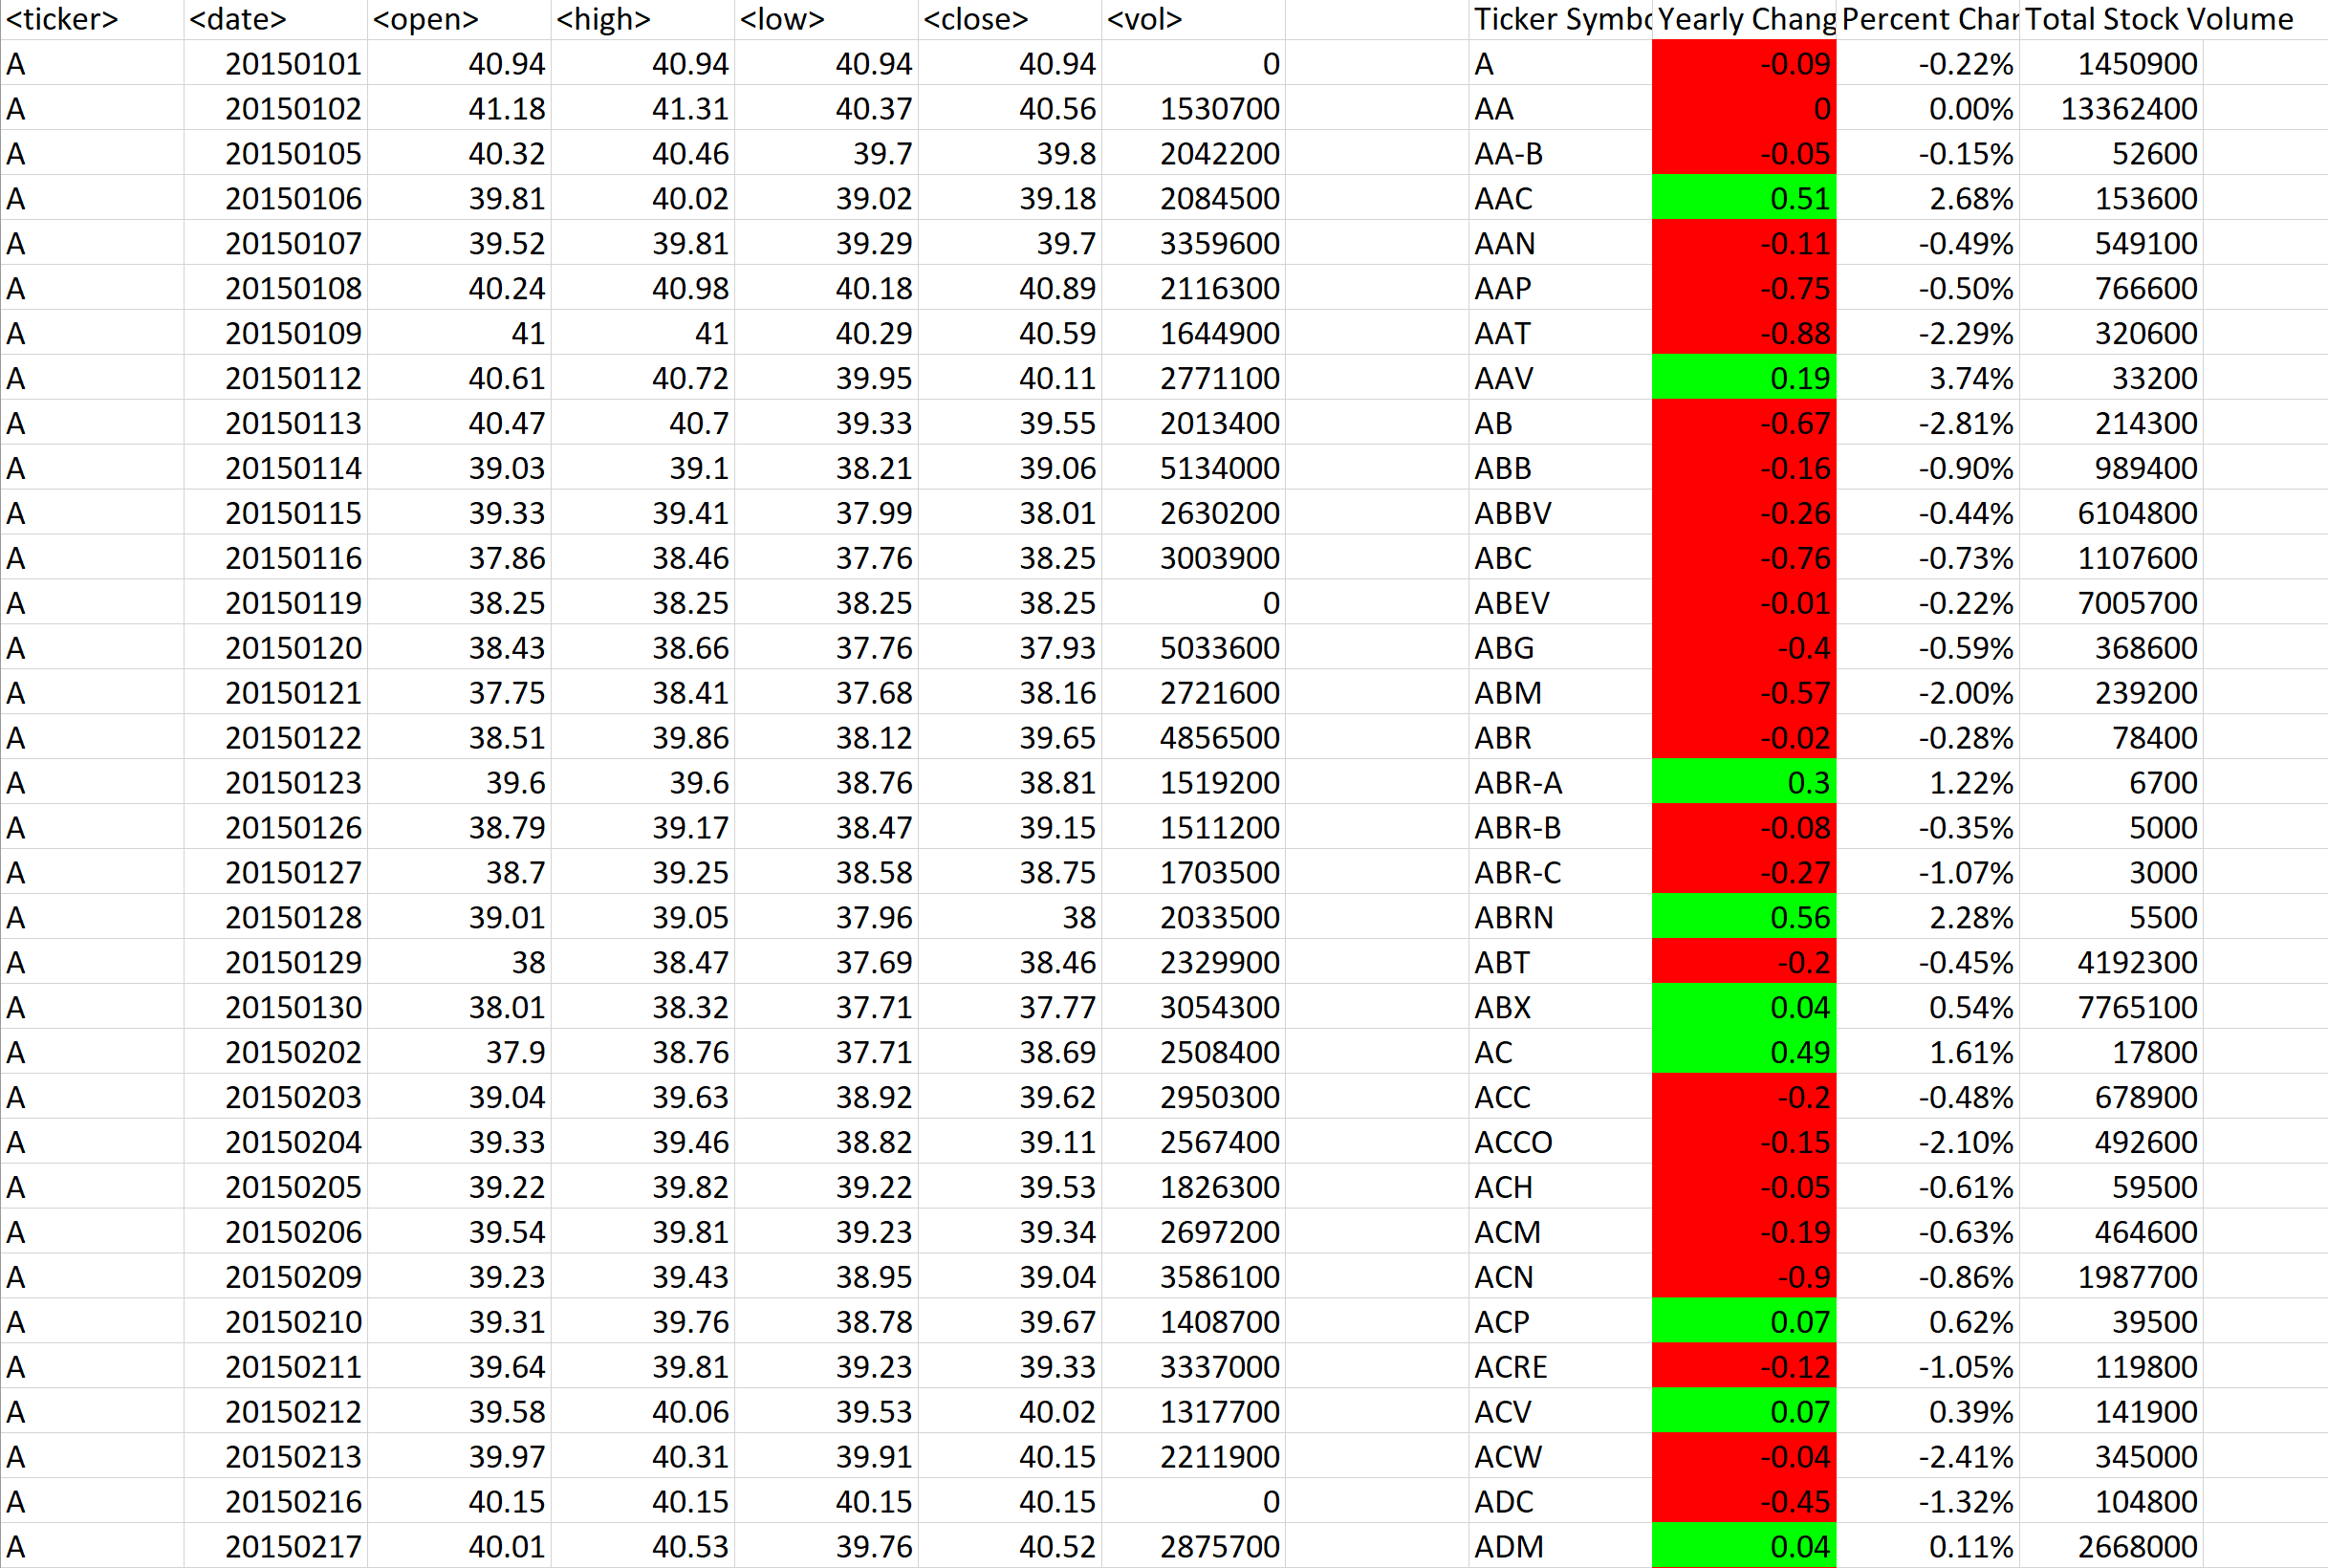 <ticker> <date> <open> <high> <low> <close> <vol> Ticker Symbo Yearly Chang Percent Char Total Stock Volume
A 20150101 40.94 40.94 40.94 40.94 0 A -0.09 -0.22% 1450900
A 20150102 41.18 41.31 40.37 40.56 1530700 AA 0 0.00% 13362400
A 20150105 40.32 40.46 39.7 39.8 2042200 AA-B -0.05 -0.15% 52600
A 20150106 39.81 40.02 39.02 39.18 2084500 AAC 0.51 2.68% 153600
A 20150107 39.52 39.81 39.29 39.7 3359600 AAN -0.11 -0.49% 549100
A 20150108 40.24 40.98 40.18 40.89 2116300 AAP -0.75 -0.50% 766600
A 20150109 41 41 40.29 40.59 1644900 AAT -0.88 -2.29% 320600
A 20150112 40.61 40.72 39.95 40.11 2771100 AAV 0.19 3.74% 33200
A 20150113 40.47 40.7 39.33 39.55 2013400 AB -0.67 -2.81% 214300
A 20150114 39.03 39.1 38.21 39.06 5134000 ABB -0.16 -0.90% 989400
A 20150115 39.33 39.41 37.99 38.01 2630200 ABBV -0.26 -0.44% 6104800
A 20150116 37.86 38.46 37.76 38.25 3003900 ABC -0.76 -0.73% 1107600
A 20150119 38.25 38.25 38.25 38.25 0 ABEV -0.01 -0.22% 7005700
A 20150120 38.43 38.66 37.76 37.93 5033600 ABG -0.4 -0.59% 368600
A 20150121 37.75 38.41 37.68 38.16 2721600 ABM -0.57 -2.00% 239200
A 20150122 38.51 39.86 38.12 39.65 4856500 ABR -0.02 -0.28% 78400
A 20150123 39.6 39.6 38.76 38.81 1519200 ABR-A 0.3 1.22% 6700
A 20150126 38.79 39.17 38.47 39.15 1511200 ABR-B -0.08 -0.35% 5000
A 20150127 38.7 39.25 38.58 38.75 1703500 ABR-C -0.27 -1.07% 3000
A 20150128 39.01 39.05 37.96 38 2033500 ABRN 0.56 2.28% 5500
A 20150129 38 38.47 37.69 38.46 2329900 ABT -0.2 -0.45% 4192300
A 20150130 38.01 38.32 37.71 37.77 3054300 ABX 0.04 0.54% 7765100
A 20150202 37.9 38.76 37.71 38.69 2508400 AC 0.49 1.61% 17800
A 20150203 39.04 39.63 38.92 39.62 2950300 ACC -0.2 -0.48% 678900
A 20150204 39.33 39.46 38.82 39.11 2567400 ACCO -0.15 -2.10% 492600
A 20150205 39.22 39.82 39.22 39.53 1826300 ACH -0.05 -0.61% 59500
A 20150206 39.54 39.81 39.23 39.34 2697200 ACM -0.19 -0.63% 464600
A 20150209 39.23 39.43 38.95 39.04 3586100 ACN -0.9 -0.86% 1987700
A 20150210 39.31 39.76 38.78 39.67 1408700 ACP 0.07 0.62% 39500
A 20150211 39.64 39.81 39.23 39.33 3337000 ACRE -0.12 -1.05% 119800
A 20150212 39.58 40.06 39.53 40.02 1317700 ACV 0.07 0.39% 141900
A 20150213 39.97 40.31 39.91 40.15 2211900 ACW -0.04 -2.41% 345000
A 20150216 40.15 40.15 40.15 40.15 0 ADC -0.45 -1.32% 104800
A 20150217 40.01 40.53 39.76 40.52 2875700 ADM 0.04 0.11% 2668000